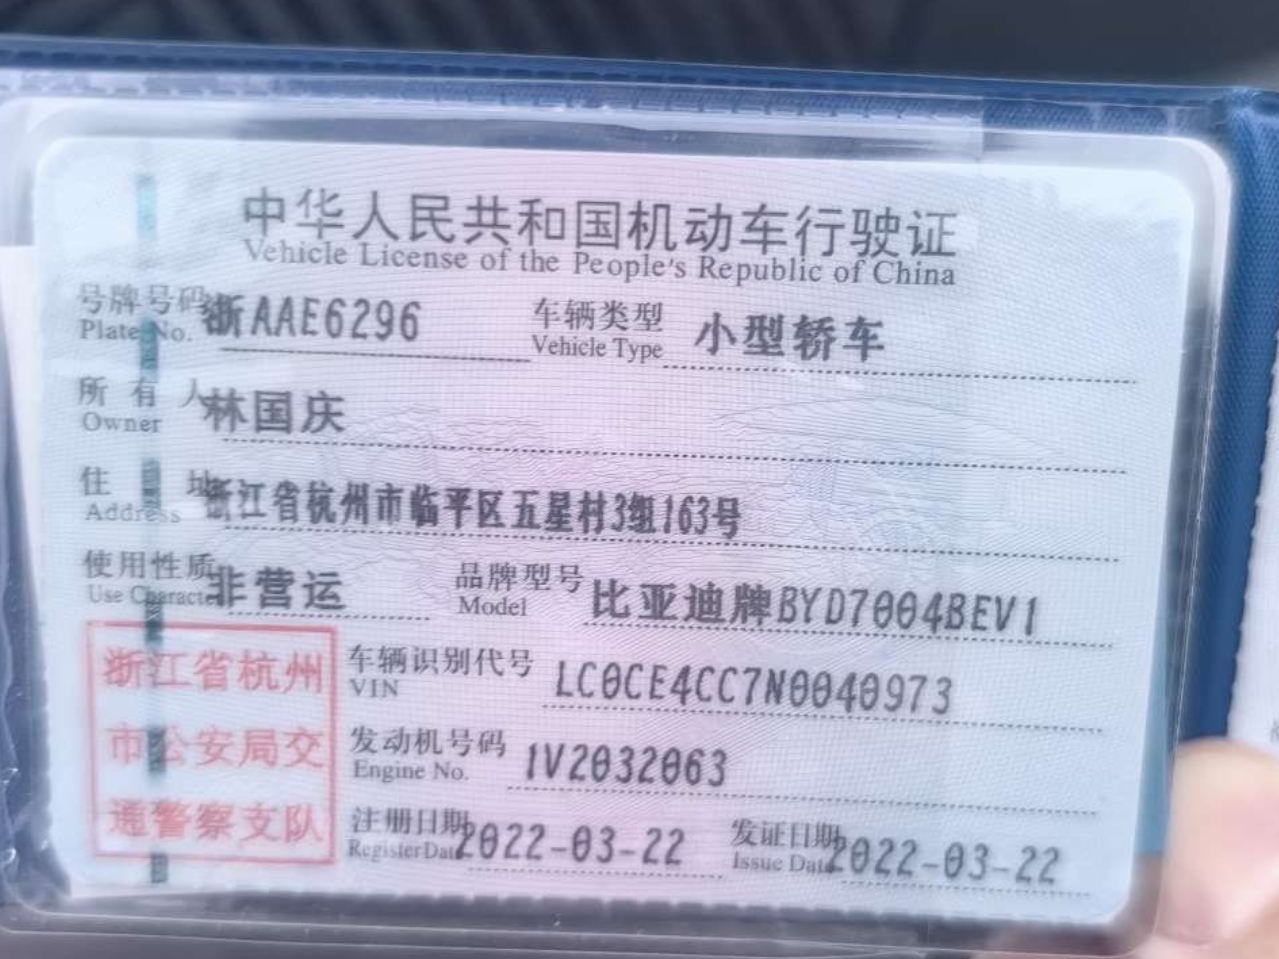 中华人民共和国机动车行驶证
Vehicle License of the People's Republic of China
号牌号码 浙AAE6296 车辆类型 小型轿车
Plate No. Vehicle Type
所有人 林国庆
Owner
住址 浙江省杭州市临平区五星村3组163号
Address
使用性质 非营运 品牌型号 比亚迪牌BYD7004BEV1
Use Character Model
浙江省杭州 车辆识别代号 LC0CE4CC7N0040973
VIN
市公安局交 发动机号码 1V2032063
Engine No.
通警察支队 注册日期 2022-03-22 发证日期 2022-03-22
Register Date Issue Date